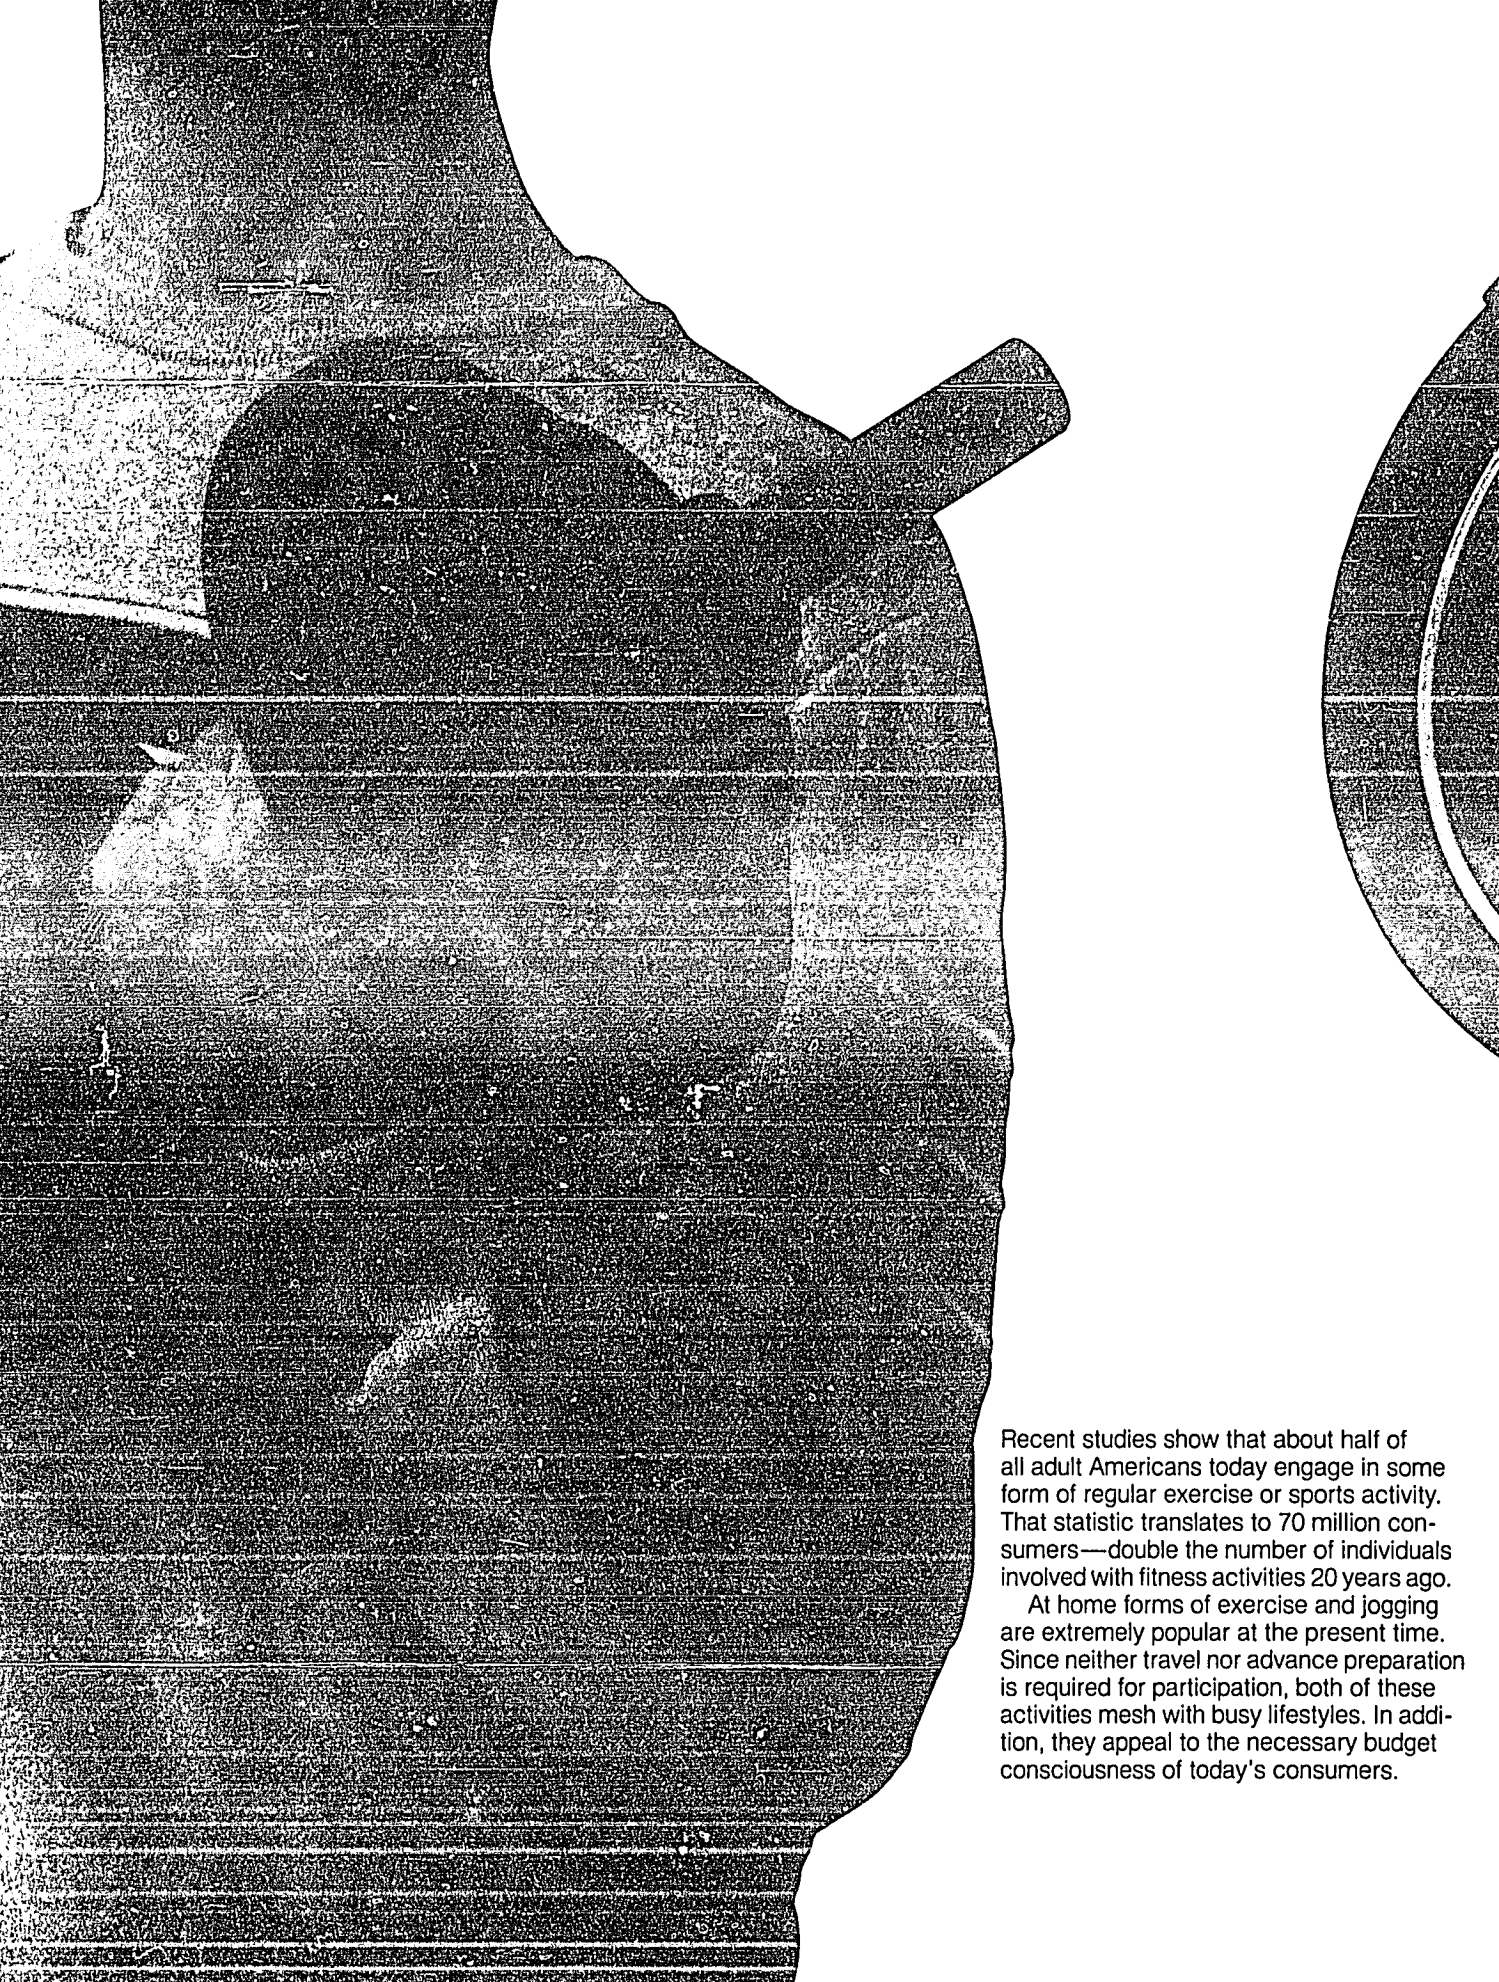 Recent studies show that about half of
all adult Americans today engage in some
form of regular exercise or sports activity.
That statistic translates to 70 million con-
sumers—double the number of individuals
involved with fitness activities 20 years ago.
At home forms of exercise and jogging
are extremely popular at the present time.
Since neither travel nor advance preparation
is required for participation, both of these
activities mesh with busy lifestyles. In addi-
tion, they appeal to the necessary budget
consciousness of today's consumers.